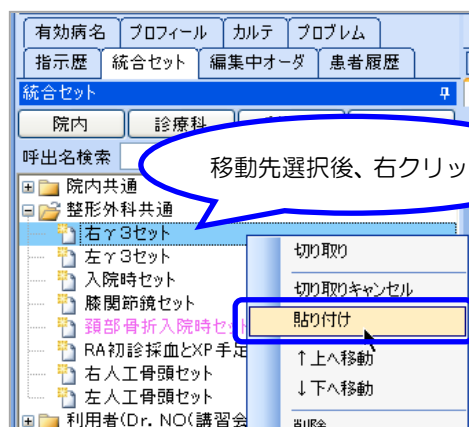 有効病名 プロフィール カルテ プロブレム
指示歴 統合セット 編集中オーダ 患者履歴
統合セット
院内 診療科
呼出名検索
移動先選択後、右クリッ
院内共通
整形外科共通
右γ3セット
左γ3セット
入院時セット
膝関節鏡セット
頚部骨折入院時セット
RA初診採血とXP手足
右人工骨頭セット
左人工骨頭セット
利用者(Dr. NO(講習会
切り取り
切り取りキャンセル
貼り付け
↑上へ移動
↓下へ移動
削除